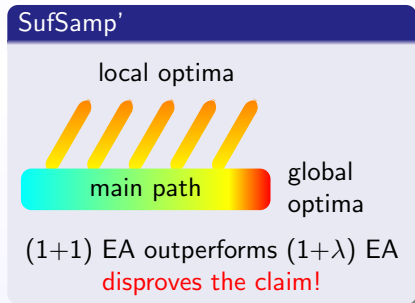 SufSamp'
local optima
main path
global
optima
(1+1) EA outperforms (1+λ) EA
disproves the claim!